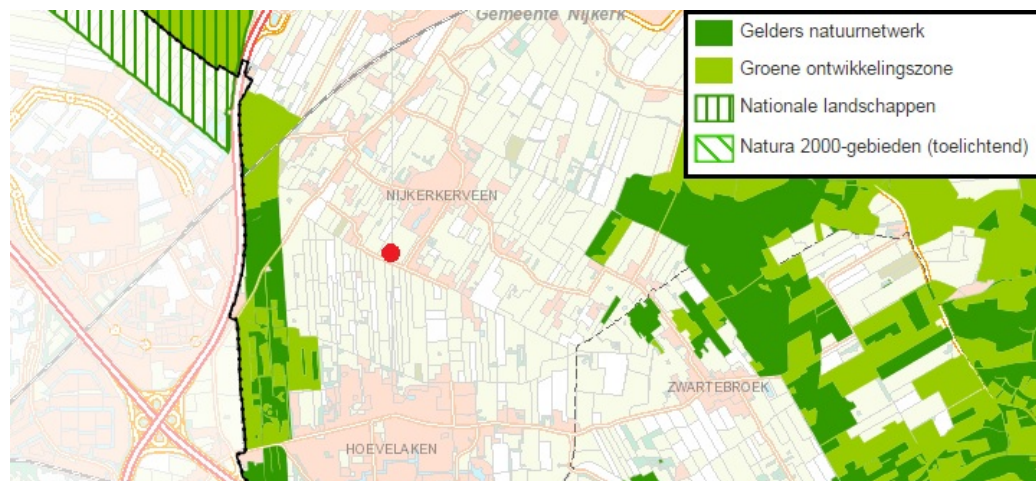 Gemeente Nijkerk
Gelders natuurnetwerk
Groene ontwikkelingszone
Nationale landschappen
Natura 2000-gebieden (toelichtend)
NIJKERKERVEEN
ZWARTEBROEK
HOEVELAKEN